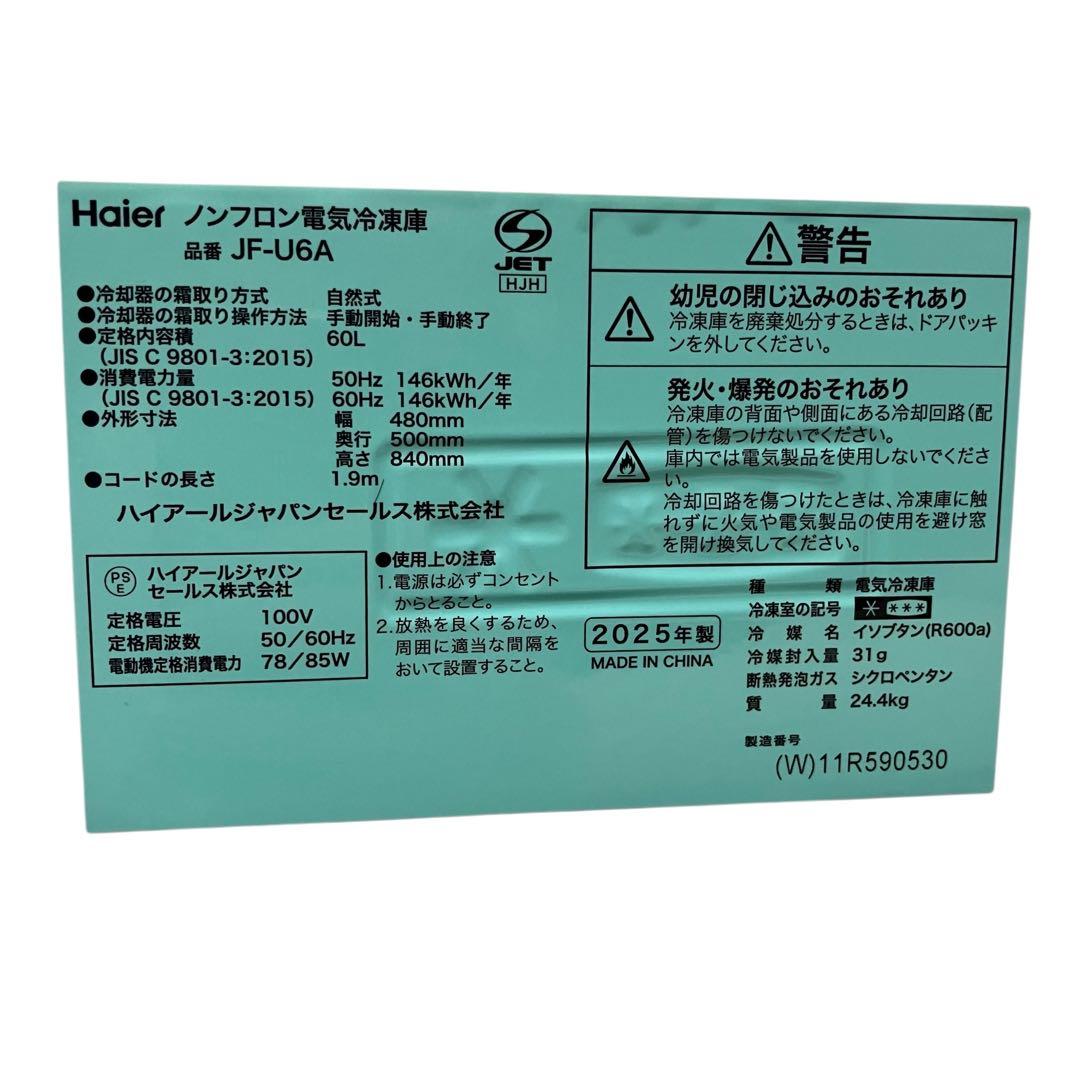 Haier ノンフロン電気冷凍庫
品番 JF-U6A
JET
HJH
●冷却器の霜取り方式 自然式
●冷却器の霜取り操作方法 手動開始・手動終了
●定格内容積 60L
(JIS C 9801-3:2015)
●消費電力量 50Hz 146kWh/年
(JIS C 9801-3:2015) 60Hz 146kWh/年
●外形寸法 幅 480mm
奥行 500mm
高さ 840mm
●コードの長さ 1.9m
ハイアールジャパンセールス株式会社
PS
E
ハイアールジャパン
セールス株式会社
定格電圧 100V
定格周波数 50/60Hz
電動機定格消費電力 78/85W
●使用上の注意
1.電源は必ずコンセント
からとること。
2.放熱を良くするため、
周囲に適当な間隔を
おいて設置すること。
警告
幼児の閉じ込みのおそれあり
冷凍庫を廃棄処分するときは、ドアパッキ
ンを外してください。
発火・爆発のおそれあり
冷凍庫の背面や側面にある冷却回路(配
管)を傷つけないでください。
庫内では電気製品を使用しないでくださ
い。
冷却回路を傷つけたときは、冷凍庫に触
れずに火気や電気製品の使用を避け窓
を開け換気してください。
2025年製
MADE IN CHINA
種類 電気冷凍庫
冷凍室の記号 * ***
冷媒名 イソブタン(R600a)
冷媒封入量 31g
断熱発泡ガス シクロペンタン
質量 24.4kg
製造番号
(W)11R590530